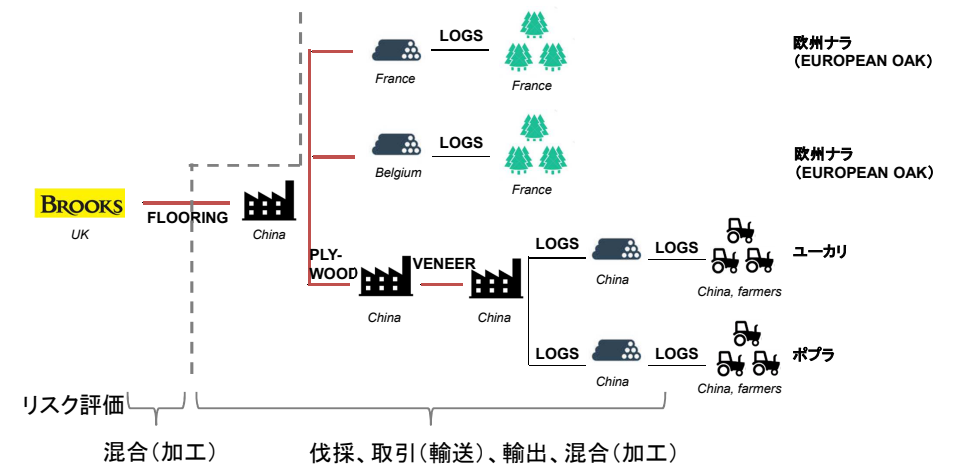 LOGS
France
France
欧州ナラ
（EUROPEAN OAK）
LOGS
Belgium
France
欧州ナラ
（EUROPEAN OAK）
BROOKS
UK
FLOORING
China
PLY-
WOOD
China
VENEER
China
LOGS
China
LOGS
China, farmers
ユーカリ
LOGS
China
LOGS
China, farmers
ポプラ
リスク評価
混合（加工）
伐採、取引（輸送）、輸出、混合（加工）